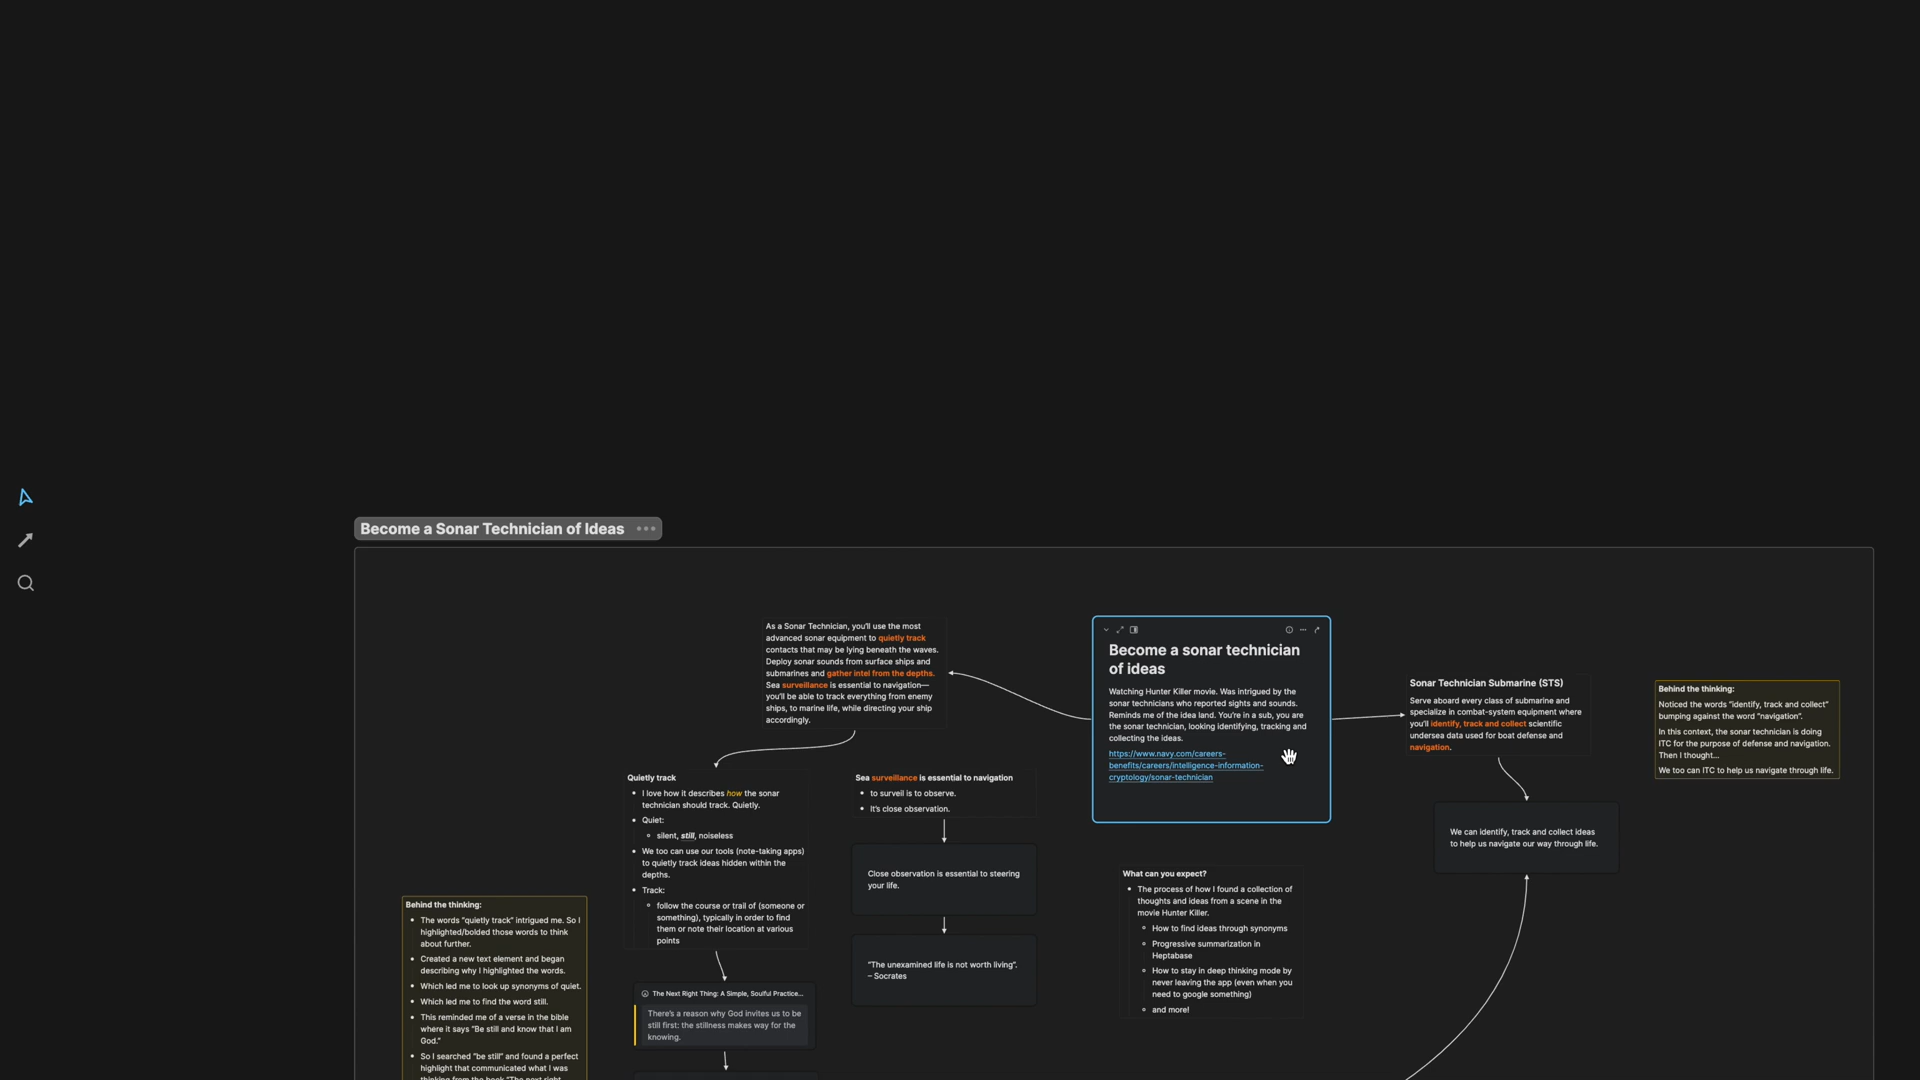 Become a Sonar Technician of Ideas
As a Sonar Technician, you'll use the most
advanced sonar equipment to quietly track
contacts that may be lying beneath the waves.
Deploy sonar sounds from surface ships and
submarines and gather intel from the depths.
Sea surveillance is essential to navigation—
you'll be able to track everything from enemy
ships, to marine life, while directing your ship
accordingly.
Become a sonar technician
of ideas
Watching Hunter Killer movie. Was intrigued by the
sonar technicians who reported sights and sounds.
Reminds me of the idea land. You're in a sub, you are
the sonar technician, looking identifying, tracking and
collecting the ideas.
https://www.navy.com/careers-
benefits/careers/intelligence-information-
cryptology/sonar-technician
Sonar Technician Submarine (STS)
Serve aboard every class of submarine and
specialize in combat-system equipment where
you'll identify, track and collect scientific
undersea data used for boat defense and
navigation.
Behind the thinking:
Noticed the words "identify, track and collect"
bumping against the word "navigation".
In this context, the sonar technician is doing
ITC for the purpose of defense and navigation.
Then I thought...
We too can ITC to help us navigate through life.
Quietly track
• I love how it describes how the sonar
technician should track. Quietly.
• Quiet:
silent, still, noiseless
• We too can use our tools (note-taking apps)
to quietly track ideas hidden within the
depths.
• Track:
follow the course or trail of (someone or
something), typically in order to find
them or note their location at various
points
Sea surveillance is essential to navigation
• to surveil is to observe.
• It's close observation.
Close observation is essential to steering
your life.
"The unexamined life is not worth living".
– Socrates
We can identify, track and collect ideas
to help us navigate our way through life.
What can you expect?
• The process of how I found a collection of
thoughts and ideas from a scene in the
movie Hunter Killer.
How to find ideas through synonyms
Progressive summarization in
Heptabase
How to stay in deep thinking mode by
never leaving the app (even when you
need to google something)
and more!
Behind the thinking:
• The words "quietly track" intrigued me. So I
highlighted/bolded those words to think
about further.
• Created a new text element and began
describing why I highlighted the words.
• Which led me to look up synonyms of quiet.
• Which led me to find the word still.
• This reminded me of a verse in the bible
where it says "Be still and know that I am
God."
• So I searched "be still" and found a perfect
highlight that communicated what I was
thinking from the book "The next right
The Next Right Thing: A Simple, Soulful Practice...
There's a reason why God invites us to be
still first: the stillness makes way for the
knowing.